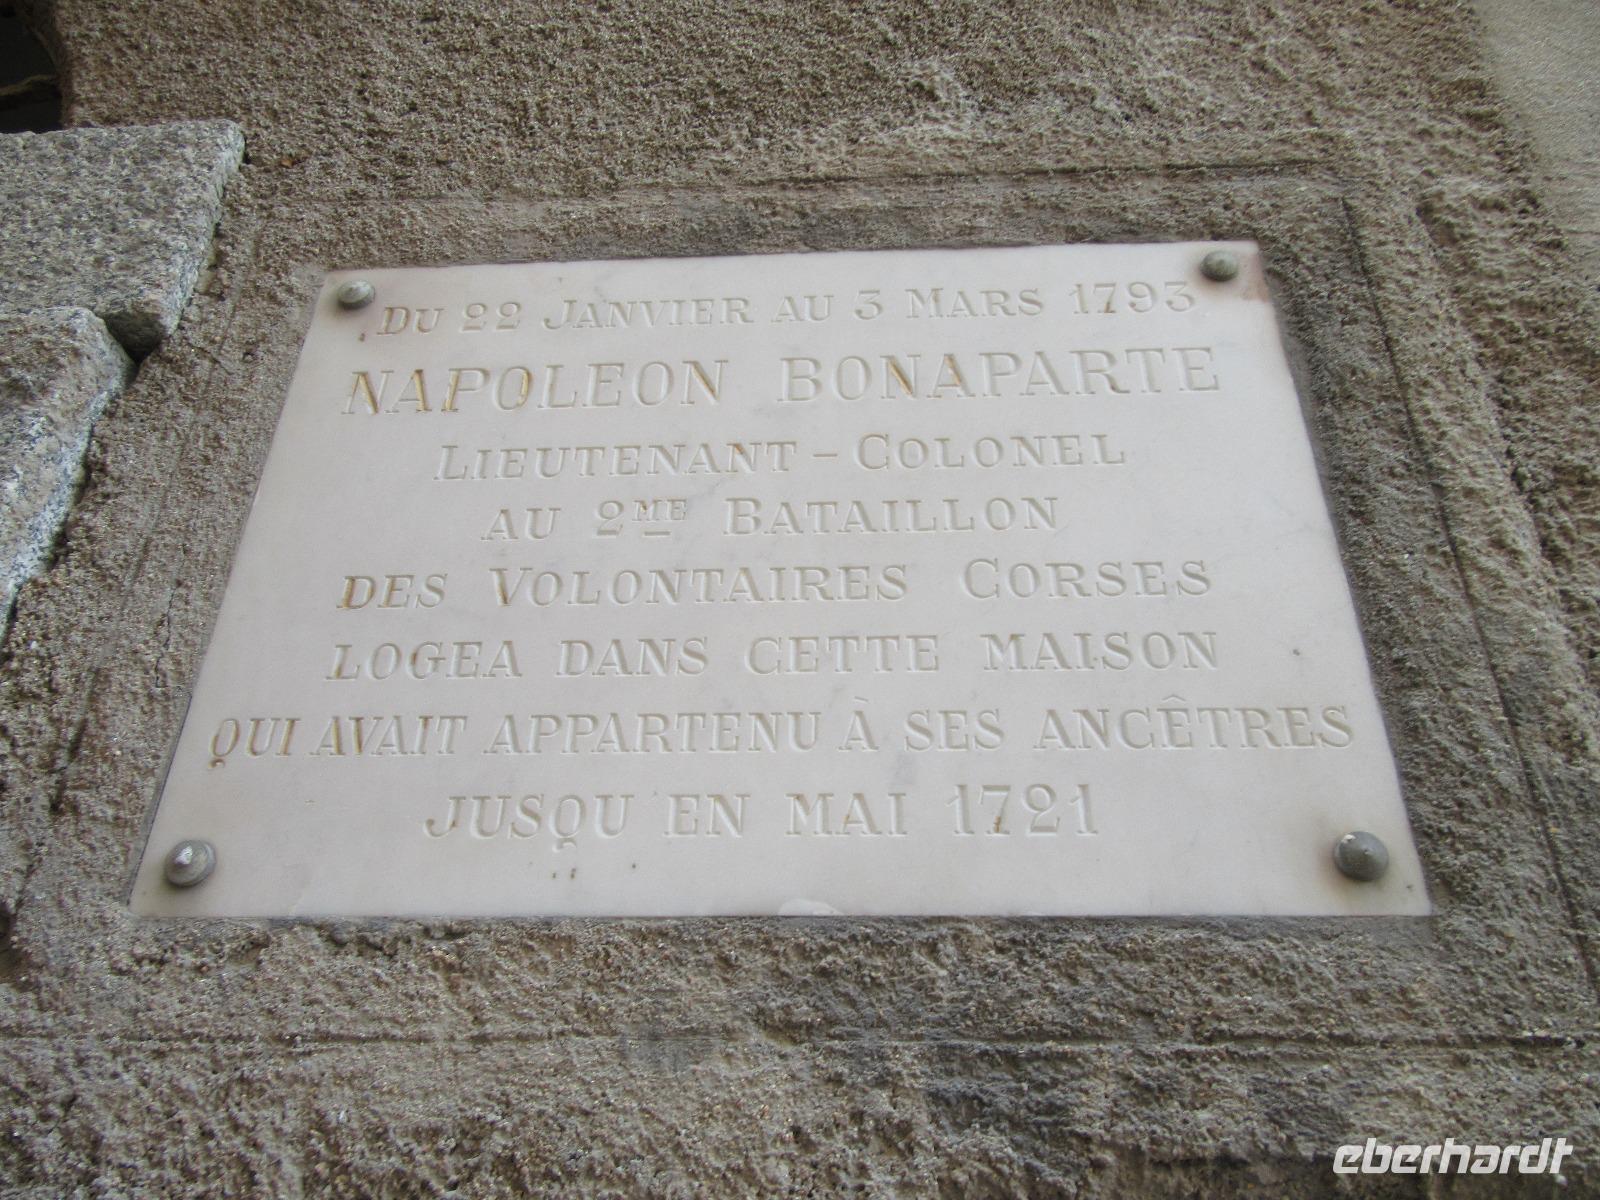 DU 22 JANVIER AU 3 MARS 1793
NAPOLEON BONAPARTE
LIEUTENANT – COLONEL
AU 2ME BATAILLON
DES VOLONTAIRES CORSES
LOGEA DANS CETTE MAISON
QUI AVAIT APPARTENU À SES ANCÊTRES
JUSQU EN MAI 1721
eberhardt